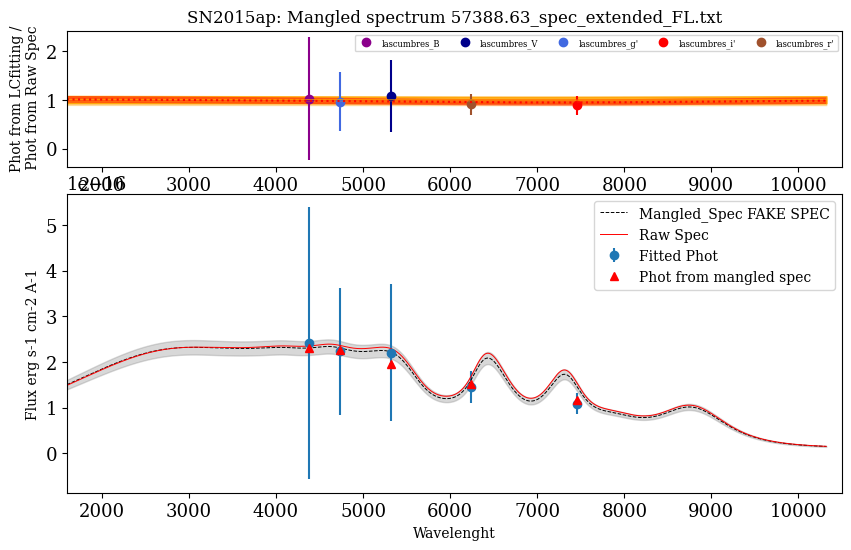 SN2015ap: Mangled spectrum 57388.63_spec_extended_FL.txt
Phot from LCfitting /
Phot from Raw Spec
2
1
0
lascumbres_B
lascumbres_V
lascumbres_g'
lascumbres_i'
lascumbres_r'
2000 3000 4000 5000 6000 7000 8000 9000 10000
1e−16
Flux erg s-1 cm-2 A-1
5
4
3
2
1
0
Mangled_Spec FAKE SPEC
Raw Spec
Fitted Phot
Phot from mangled spec
2000 3000 4000 5000 6000 7000 8000 9000 10000
Wavelenght